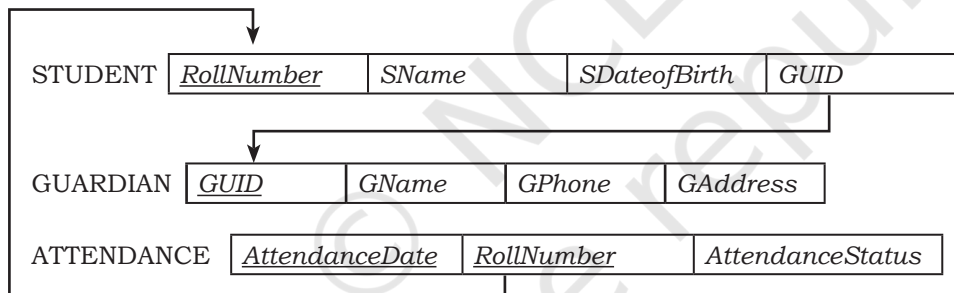 STUDENT RollNumber SName SDateofBirth GUID
GUARDIAN GUID GName GPhone GAddress
ATTENDANCE AttendanceDate RollNumber AttendanceStatus